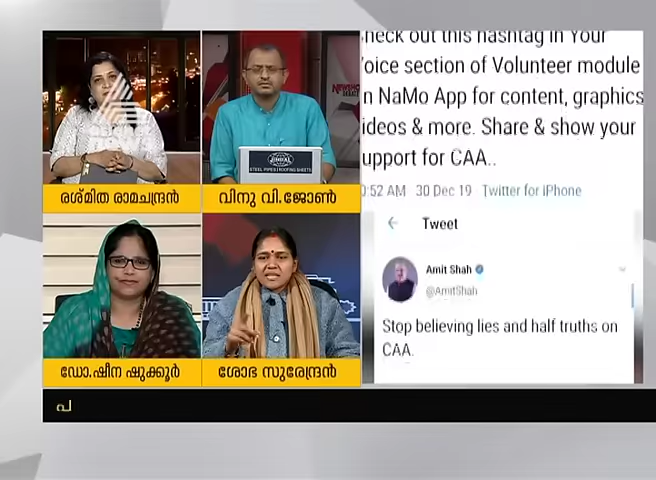 രശ്മിത രാമചന്ദ്രൻ
വിനു വി.ജോൺ
JINDAL
STEEL PIPES | ROOFING SHEETS
ഡോ.ഷീന ഷുക്കൂർ
ശോഭ സുരേന്ദ്രൻ
heck out this hashtag in Your
oice section of Volunteer module
n NaMo App for content, graphics
ideos & more. Share & show your
upport for CAA..
0:52 AM 30 Dec 19 Twitter for iPhone
Tweet
Amit Shah
@AmitShah
Stop believing lies and half truths on
CAA.
പ